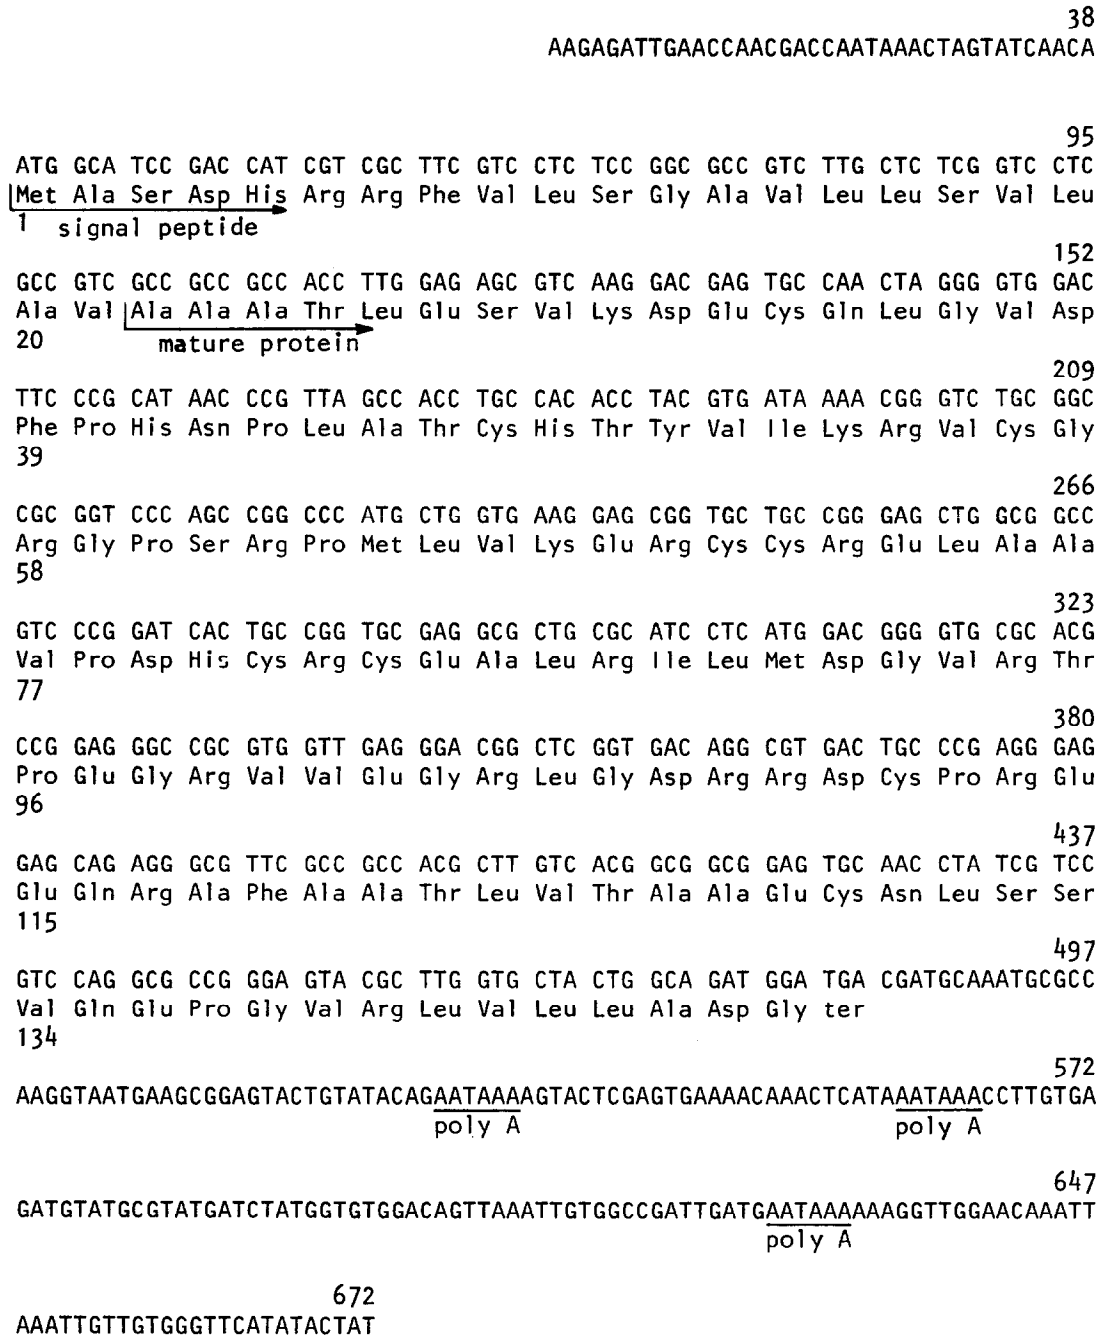 38
AAGAGATTGAACCAACGACCAATAAACTAGTATCAACA
95
ATG GCA TCC GAC CAT CGT CGC TTC GTC CTC TCC GGC GCC GTC TTG CTC TCG GTC CTC
Met Ala Ser Asp His Arg Arg Phe Val Leu Ser Gly Ala Val Leu Leu Ser Val Leu
1 signal peptide
152
GCC GTC GCC GCC GCC ACC TTG GAG AGC GTC AAG GAC GAG TGC CAA CTA GGG GTG GAC
Ala Val Ala Ala Ala Thr Leu Glu Ser Val Lys Asp Glu Cys Gln Leu Gly Val Asp
20 mature protein
209
TTC CCG CAT AAC CCG TTA GCC ACC TGC CAC ACC TAC GTG ATA AAA CGG GTC TGC GGC
Phe Pro His Asn Pro Leu Ala Thr Cys His Thr Tyr Val Ile Lys Arg Val Cys Gly
39
266
CGC GGT CCC AGC CGG CCC ATG CTG GTG AAG GAG CGG TGC TGC CGG GAG CTG GCG GCC
Arg Gly Pro Ser Arg Pro Met Leu Val Lys Glu Arg Cys Cys Arg Glu Leu Ala Ala
58
323
GTC CCG GAT CAC TGC CGG TGC GAG GCG CTG CGC ATC CTC ATG GAC GGG GTG CGC ACG
Val Pro Asp His Cys Arg Cys Glu Ala Leu Arg Ile Leu Met Asp Gly Val Arg Thr
77
380
CCG GAG GGC CGC GTG GTT GAG GGA CGG CTC GGT GAC AGG CGT GAC TGC CCG AGG GAG
Pro Glu Gly Arg Val Val Glu Gly Arg Leu Gly Asp Arg Arg Asp Cys Pro Arg Glu
96
437
GAG CAG AGG GCG TTC GCC GCC ACG CTT GTC ACG GCG GCG GAG TGC AAC CTA TCG TCC
Glu Gln Arg Ala Phe Ala Ala Thr Leu Val Thr Ala Ala Glu Cys Asn Leu Ser Ser
115
497
GTC CAG GCG CCG GGA GTA CGC TTG GTG CTA CTG GCA GAT GGA TGA CGATGCAAATGCGCC
Val Gln Glu Pro Gly Val Arg Leu Val Leu Leu Ala Asp Gly ter
134
572
AAGGTAATGAAGCGGAGTACTGTATACAGAATAAAAGTACTCGAGTGAAAACAAACTCATAAATAAACCTTGTGA
poly A poly A
647
GATGTATGCGTATGATCTATGGTGTGGACAGTTAAATTGTGGCCGATTGATGAATAAAAAAGGTTGGAACAAATT
poly A
672
AAATTGTTGTGGGTTCATATACTAT